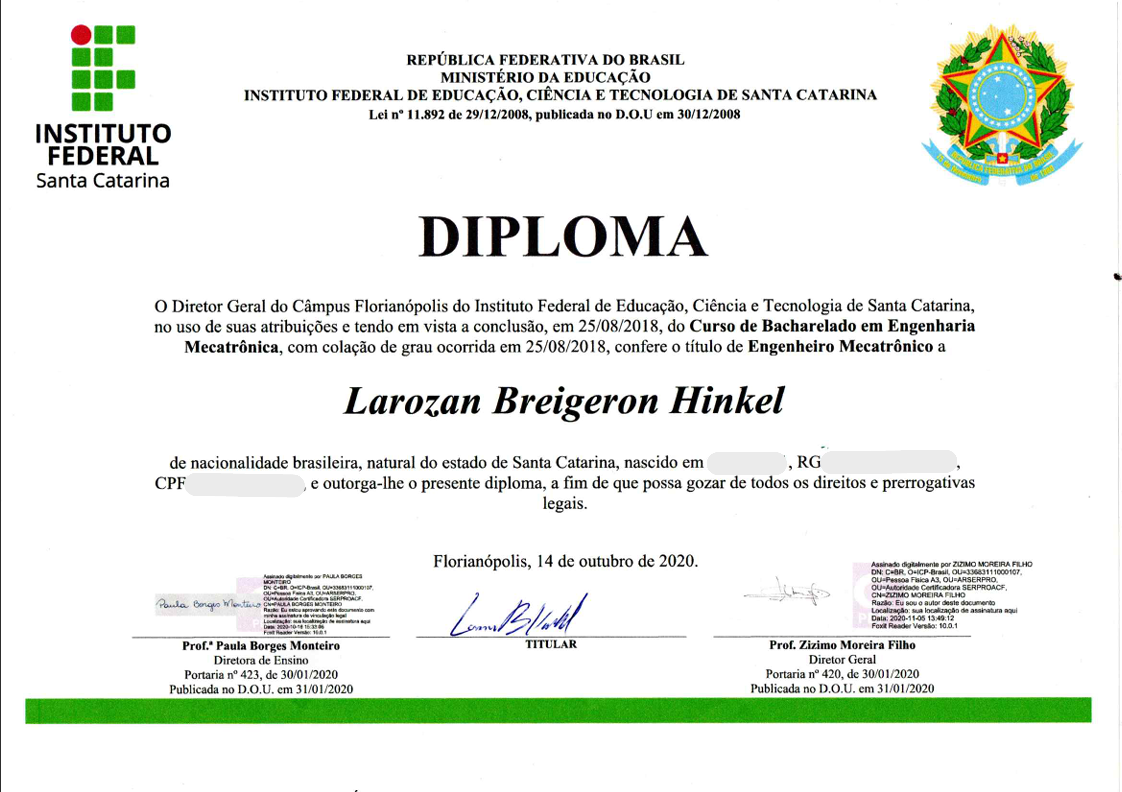 INSTITUTO
FEDERAL
Santa Catarina
REPÚBLICA FEDERATIVA DO BRASIL
MINISTÉRIO DA EDUCAÇÃO
INSTITUTO FEDERAL DE EDUCAÇÃO, CIÊNCIA E TECNOLOGIA DE SANTA CATARINA
Lei nº 11.892 de 29/12/2008, publicada no D.O.U em 30/12/2008
DIPLOMA
O Diretor Geral do Câmpus Florianópolis do Instituto Federal de Educação, Ciência e Tecnologia de Santa Catarina,
no uso de suas atribuições e tendo em vista a conclusão, em 25/08/2018, do Curso de Bacharelado em Engenharia
Mecatrônica, com colação de grau ocorrida em 25/08/2018, confere o título de Engenheiro Mecatrônico a
Larozan Breigeron Hinkel
de nacionalidade brasileira, natural do estado de Santa Catarina, nascido em , RG ,
CPF , e outorga-lhe o presente diploma, a fim de que possa gozar de todos os direitos e prerrogativas
legais.
Florianópolis, 14 de outubro de 2020.
Paula Borges Monteiro
Assinado digitalmente por PAULA BORGES
MONTEIRO
DN: C=BR, O=ICP-Brasil, OU=33683111000107,
OU=Pessoa Física A3, OU=ARSERPRO,
OU=Autoridade Certificadora SERPROACF,
CN=PAULA BORGES MONTEIRO
Razão: Eu estou aprovando este documento com
minha assinatura de vinculação legal
Localização: sua localização de assinatura aqui
Data: 2020-10-16
Foxit Reader Versão: 10.0.1
Prof.ª Paula Borges Monteiro
Diretora de Ensino
Portaria nº 423, de 30/01/2020
Publicada no D.O.U. em 31/01/2020
TITULAR
Assinado digitalmente por ZIZIMO MOREIRA FILHO
DN: C=BR, O=ICP-Brasil, OU=33683111000107,
OU=Pessoa Física A3, OU=ARSERPRO,
OU=Autoridade Certificadora SERPROACF,
CN=ZIZIMO MOREIRA FILHO
Razão: Eu sou o autor deste documento
Localização: sua localização de assinatura aqui
Data: 2020-11-05 13:49:12
Foxit Reader Versão: 10.0.1
Prof. Zizimo Moreira Filho
Diretor Geral
Portaria nº 420, de 30/01/2020
Publicada no D.O.U. em 31/01/2020